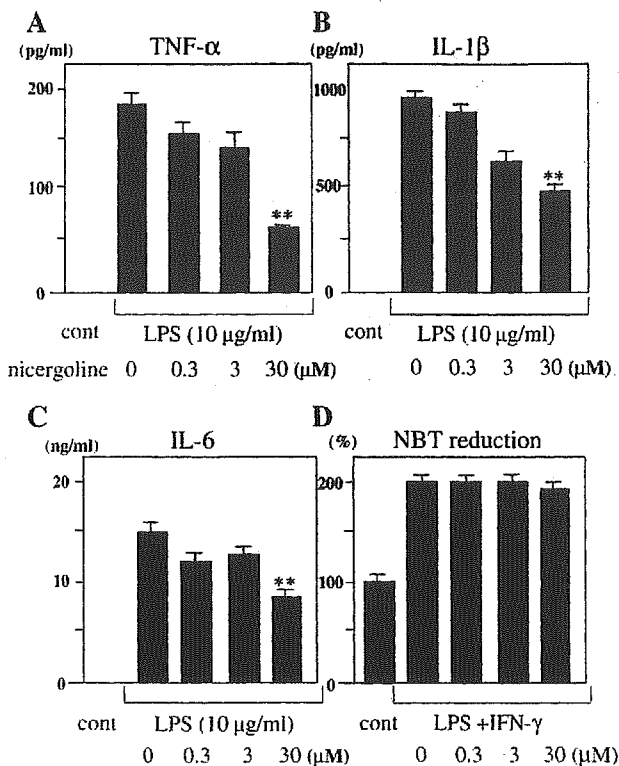 A B
(pg/ml) TNF-α (pg/ml) IL-1β
200 1000
100 ** 500 **
0 0
cont LPS (10 μg/ml) cont LPS (10 μg/ml)
nicergoline 0 0.3 3 30 (μM) 0 0.3 3 30 (μM)
C D
(ng/ml) IL-6 (%) NBT reduction
20 200
10 ** 100
0 0
cont LPS (10 μg/ml) cont LPS +IFN-γ
0 0.3 3 30 (μM) 0 0.3 3 30 (μM)